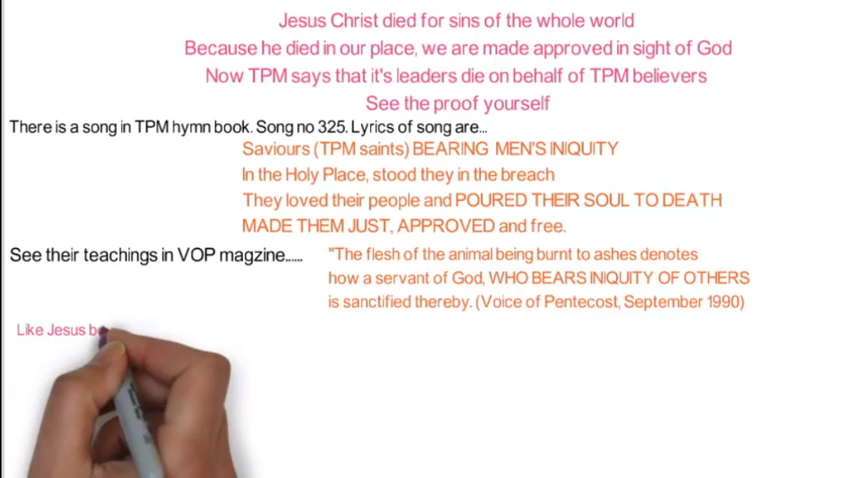 Jesus Christ died for sins of the whole world
Because he died in our place, we are made approved in sight of God
Now TPM says that it's leaders die on behalf of TPM believers
See the proof yourself
There is a song in TPM hymn book. Song no 325. Lyrics of song are...
Saviours (TPM saints) BEARING MEN'S INIQUITY
In the Holy Place, stood they in the breach
They loved their people and POURED THEIR SOUL TO DEATH
MADE THEM JUST, APPROVED and free.
See their teachings in VOP magzine......
"The flesh of the animal being burnt to ashes denotes
how a servant of God, WHO BEARS INIQUITY OF OTHERS
is sanctified thereby. (Voice of Pentecost, September 1990)
Like Jesus